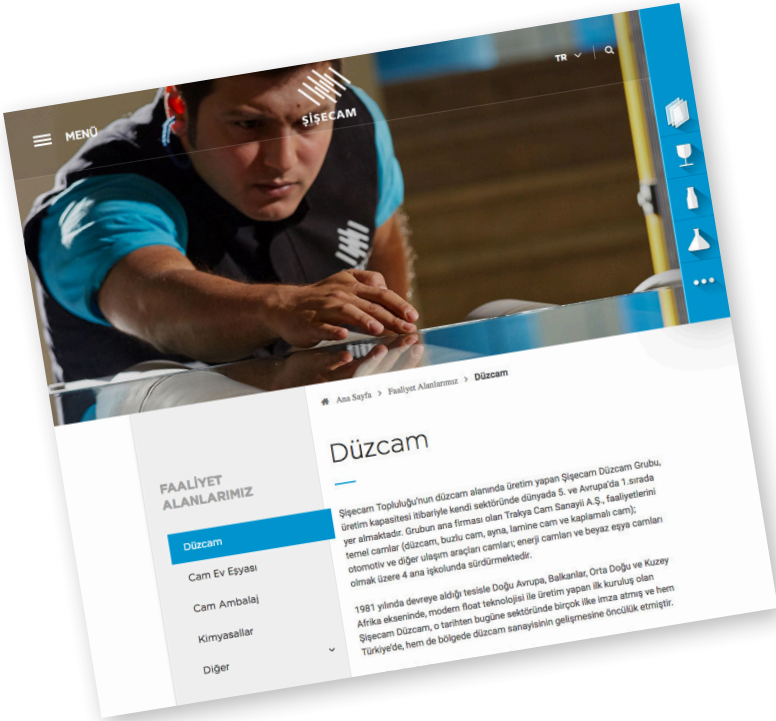 MENÜ
ŞİŞECAM
TR
Ana Sayfa > Faaliyet Alanlarımız > Düzcam
FAALİYET
ALANLARIMIZ
Düzcam
Cam Ev Eşyası
Cam Ambalaj
Kimyasallar
Diğer
Düzcam
Şişecam Topluluğu'nun düzcam alanında üretim yapan Şişecam Düzcam Grubu,
üretim kapasitesi itibariyle kendi sektöründe dünyada 5. ve Avrupa'da 1.sırada
yer almaktadır. Grubun ana firması olan Trakya Cam Sanayii A.Ş., faaliyetlerini
temel camlar (düzcam, buzlu cam, ayna, lamine cam ve kaplamalı cam);
otomotiv ve diğer ulaşım araçları camları; enerji camları ve beyaz eşya camları
olmak üzere 4 ana işkolunda sürdürmektedir.
1981 yılında devreye aldığı tesisle Doğu Avrupa, Balkanlar, Orta Doğu ve Kuzey
Afrika ekseninde, modern float teknolojisi ile üretim yapan ilk kuruluş olan
Şişecam Düzcam, o tarihten bugüne sektöründe birçok ilke imza atmış ve hem
Türkiye'de, hem de bölgede düzcam sanayisinin gelişmesine öncülük etmiştir.